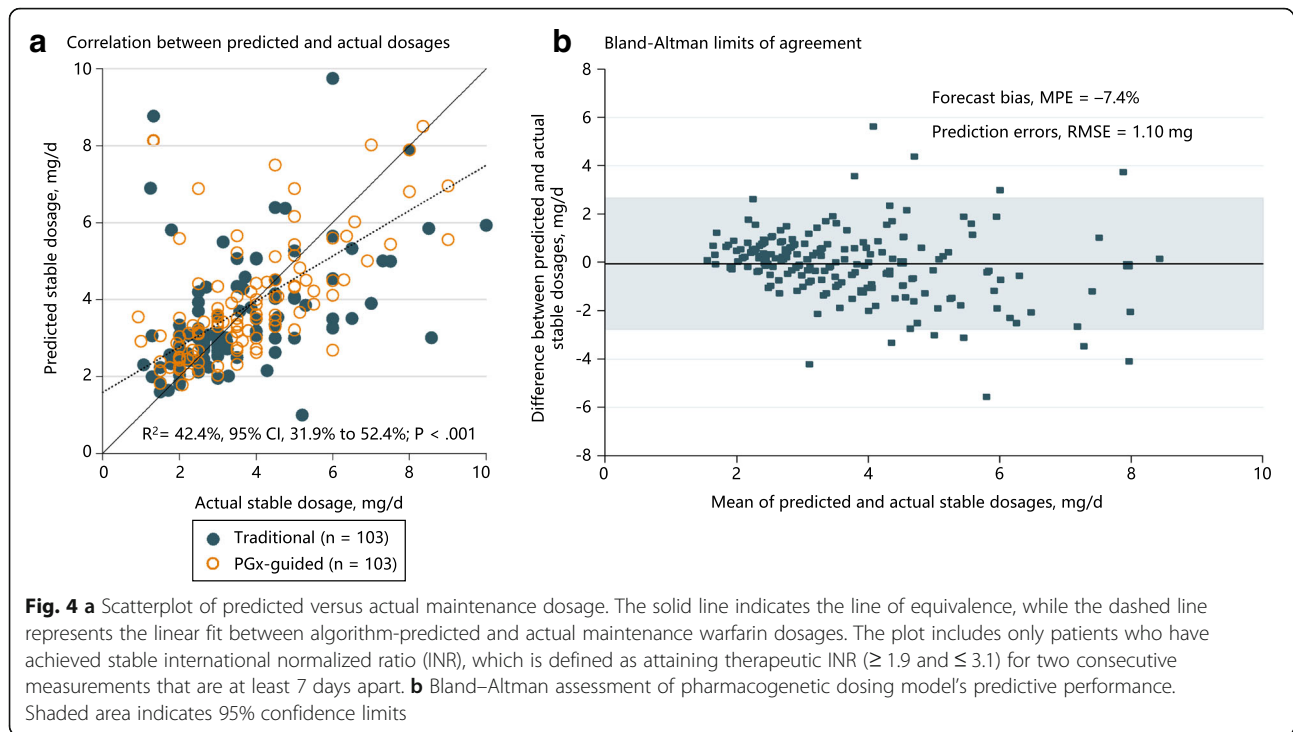 a Correlation between predicted and actual dosages
Predicted stable dosage, mg/d
10
8
6
4
2
0
R²= 42.4%, 95% CI, 31.9% to 52.4%; P < .001
0 2 4 6 8 10
Actual stable dosage, mg/d
Traditional (n = 103)
PGx-guided (n = 103)
b Bland-Altman limits of agreement
Difference between predicted and actual
stable dosages, mg/d
8
6
4
2
0
-2
-4
-6
-8
Forecast bias, MPE = –7.4%
Prediction errors, RMSE = 1.10 mg
0 2 4 6 8 10
Mean of predicted and actual stable dosages, mg/d
Fig. 4 a Scatterplot of predicted versus actual maintenance dosage. The solid line indicates the line of equivalence, while the dashed line
represents the linear fit between algorithm-predicted and actual maintenance warfarin dosages. The plot includes only patients who have
achieved stable international normalized ratio (INR), which is defined as attaining therapeutic INR (≥ 1.9 and ≤ 3.1) for two consecutive
measurements that are at least 7 days apart. b Bland–Altman assessment of pharmacogenetic dosing model's predictive performance.
Shaded area indicates 95% confidence limits